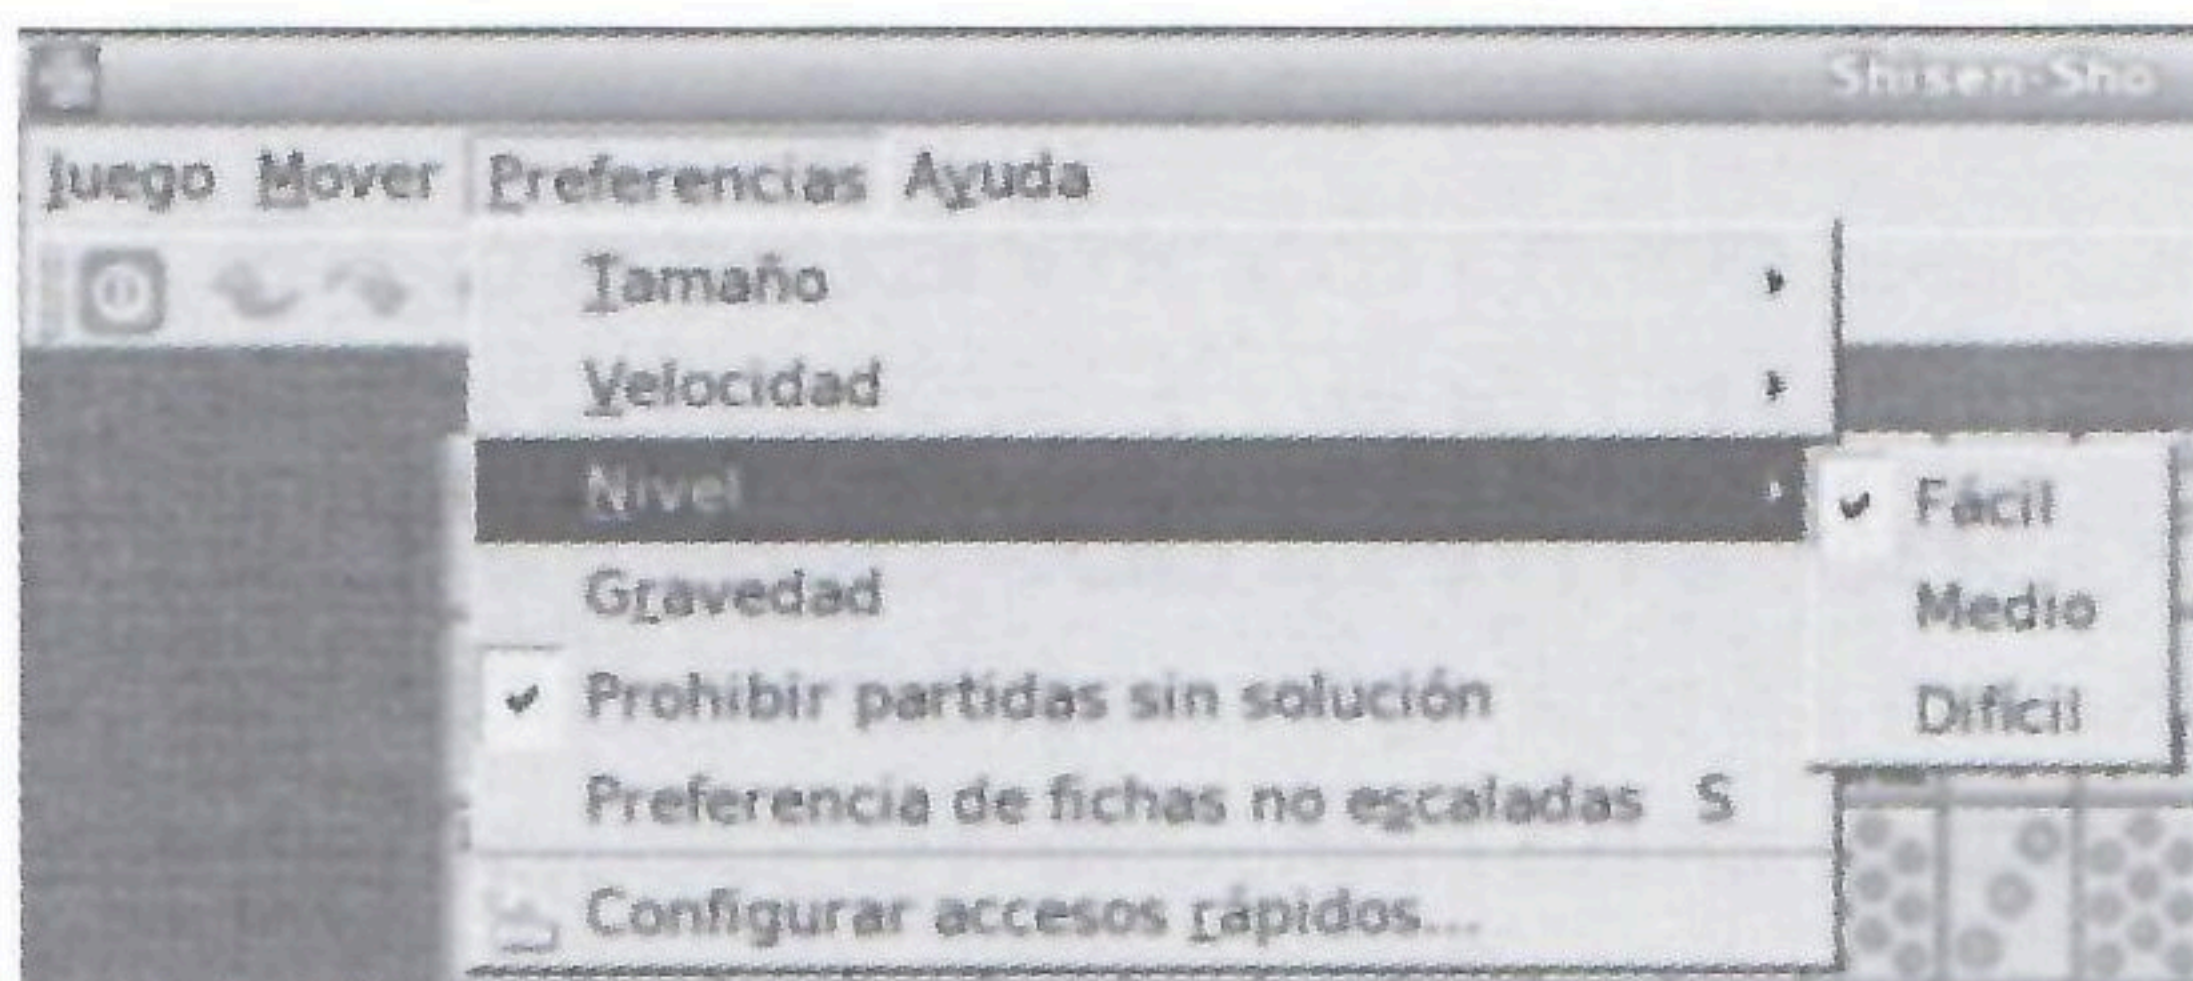 Shisen-Sho
Juego Mover Preferencias Ayuda
Tamaño
Velocidad
Nivel
Fácil
Medio
Difícil
Gravedad
Prohibir partidas sin solución
Preferencia de fichas no escaladas S
Configurar accesos rápidos...